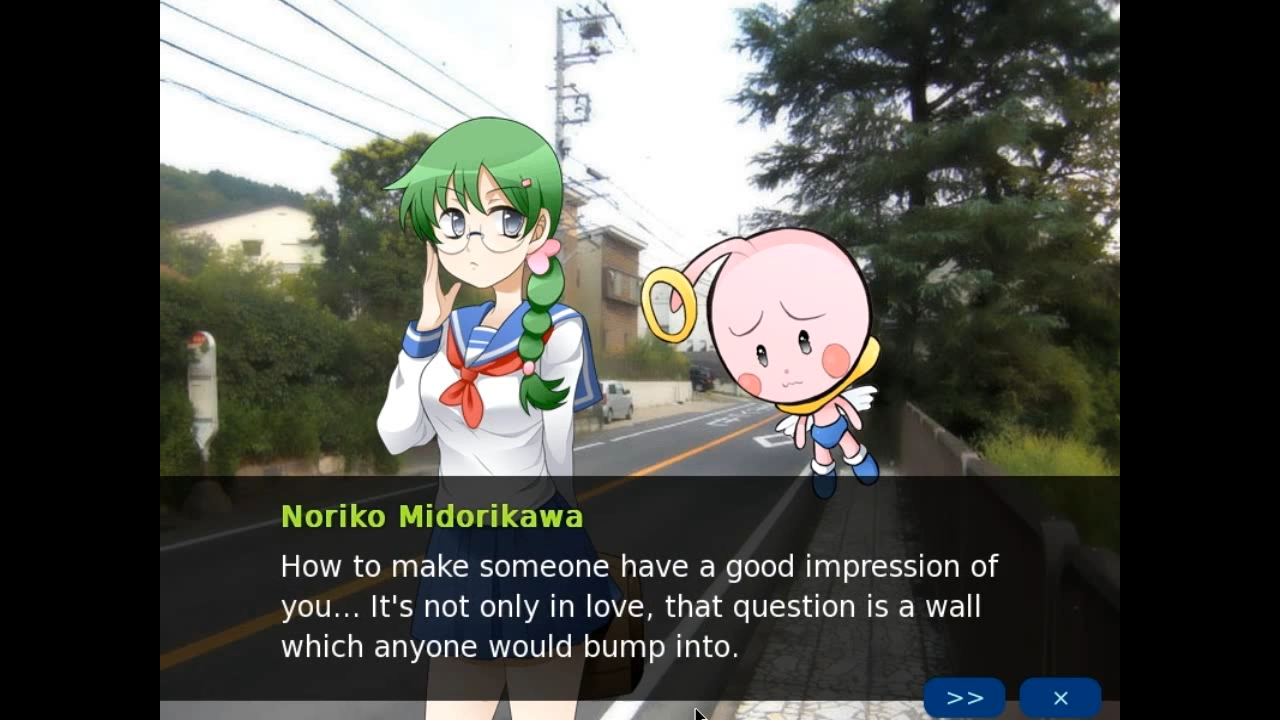 Noriko Midorikawa
How to make someone have a good impression of
you... It's not only in love, that question is a wall
which anyone would bump into.
>> ×